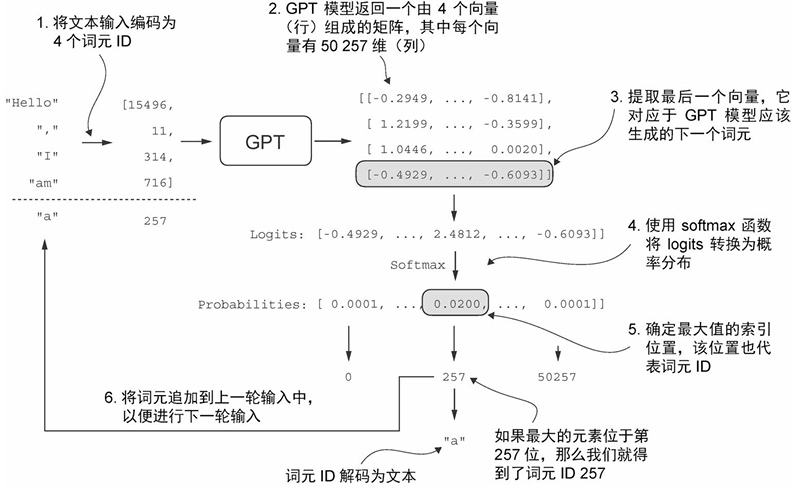 1. 将文本输入编码为
4 个词元 ID
2. GPT 模型返回一个由 4 个向量
（行）组成的矩阵，其中每个向
量有 50 257 维（列）
"Hello"
","
"I"
"am"
"a"
[15496,
11,
314,
716]
257
GPT
[[-0.2949, ..., -0.8141],
[ 1.2199, ..., -0.3599],
[ 1.0446, ..., 0.0020],
[-0.4929, ..., -0.6093]]
3. 提取最后一个向量，它
对应于 GPT 模型应该
生成的下一个词元
Logits: [-0.4929, ..., 2.4812, ..., -0.6093]]
Softmax
4. 使用 softmax 函数
将 logits 转换为概
率分布
Probabilities: [ 0.0001, ..., 0.0200, ..., 0.0001]]
5. 确定最大值的索引
位置，该位置也代
表词元 ID
0
257
50257
6. 将词元追加到上一轮输入中，
以便进行下一轮输入
"a"
词元 ID 解码为文本
如果最大的元素位于第
257 位，那么我们就得
到了词元 ID 257